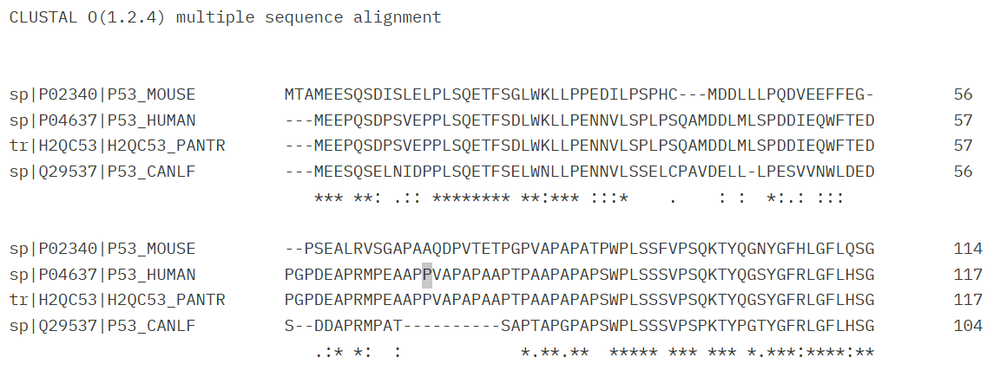 CLUSTAL O(1.2.4) multiple sequence alignment
sp|P02340|P53_MOUSE MTAMEESQSDISLELPLSQETFSGLWKLLPPEDILPSPHC---MDDLLLLPQDVEEFFEG- 56
sp|P04637|P53_HUMAN ---MEEPQSDPSVEPPLSQETFSDLWKLLPENNVLSPLPSQAMDDLMLSPDDIEQWFTED 57
tr|H2QC53|H2QC53_PANTR ---MEEPQSDPSVEPPLSQETFSDLWKLLPENNVLSPLPSQAMDDLMLSPDDIEQWFTED 57
sp|Q29537|P53_CANLF ---MEESQSELNIDPPLSQETFSELWNLLPENNVLSSELCPAVDELL-LPESVVNWLDED 56
*** **: .:: ******** **:*** :::* . : : *:.: :::
sp|P02340|P53_MOUSE --PSEALRVSGAPAAQDPVTETPGPVAPAPATPWPLSSFVPSQKTYQGNYGFHLGFLQSG 114
sp|P04637|P53_HUMAN PGPDEAPRMPEAAPPVAPAPAAPTPAAPAPAPSWPLSSSVPSQKTYQGSYGFRLGFLHSG 117
tr|H2QC53|H2QC53_PANTR PGPDEAPRMPEAAPPVAPAPAAPTPAAPAPAPSWPLSSSVPSQKTYQGSYGFRLGFLHSG 117
sp|Q29537|P53_CANLF S--DDAPRMPAT----------SAPTAPGPAPSWPLSSSVPSPKTYPGTYGFRLGFLHSG 104
.:* *: : *.**.** ***** *** *** *.***:****:**